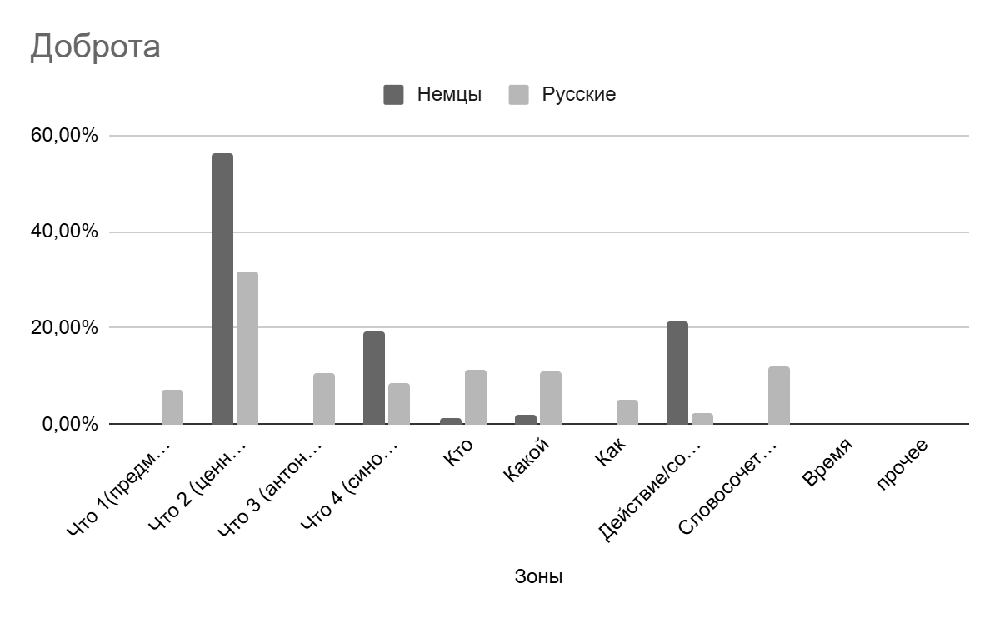 Доброта
Немцы
Русские
60,00%
40,00%
20,00%
0,00%
Что 1(предм…
Что 2 (ценн…
Что 3 (антон…
Что 4 (сино…
Кто
Какой
Как
Действие/со…
Словосочет…
Время
прочее
Зоны